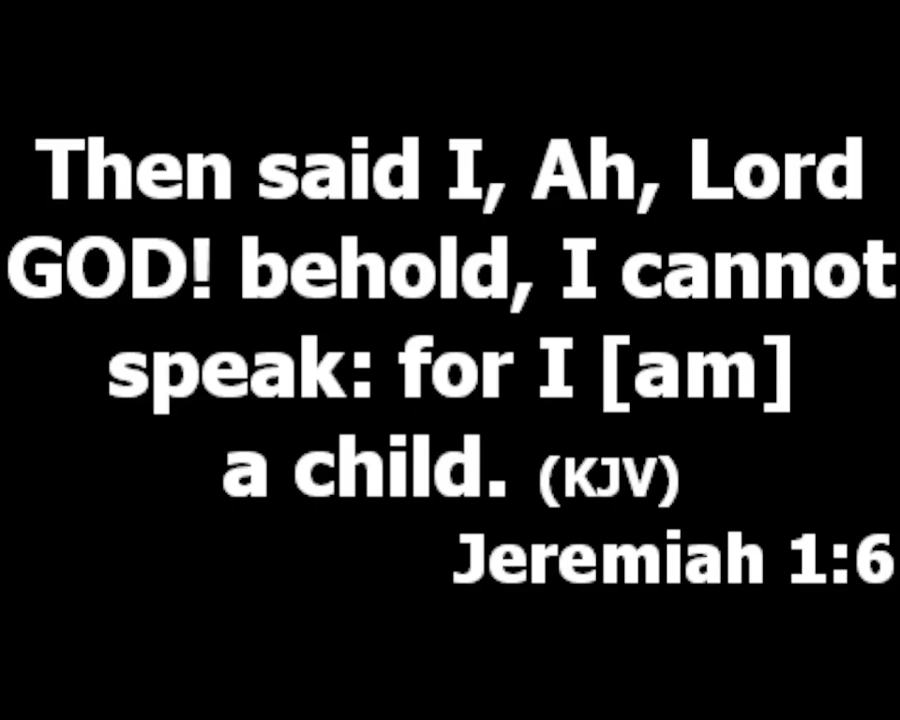 Then said I, Ah, Lord
GOD! behold, I cannot
speak: for I [am]
a child. (KJV)
Jeremiah 1:6